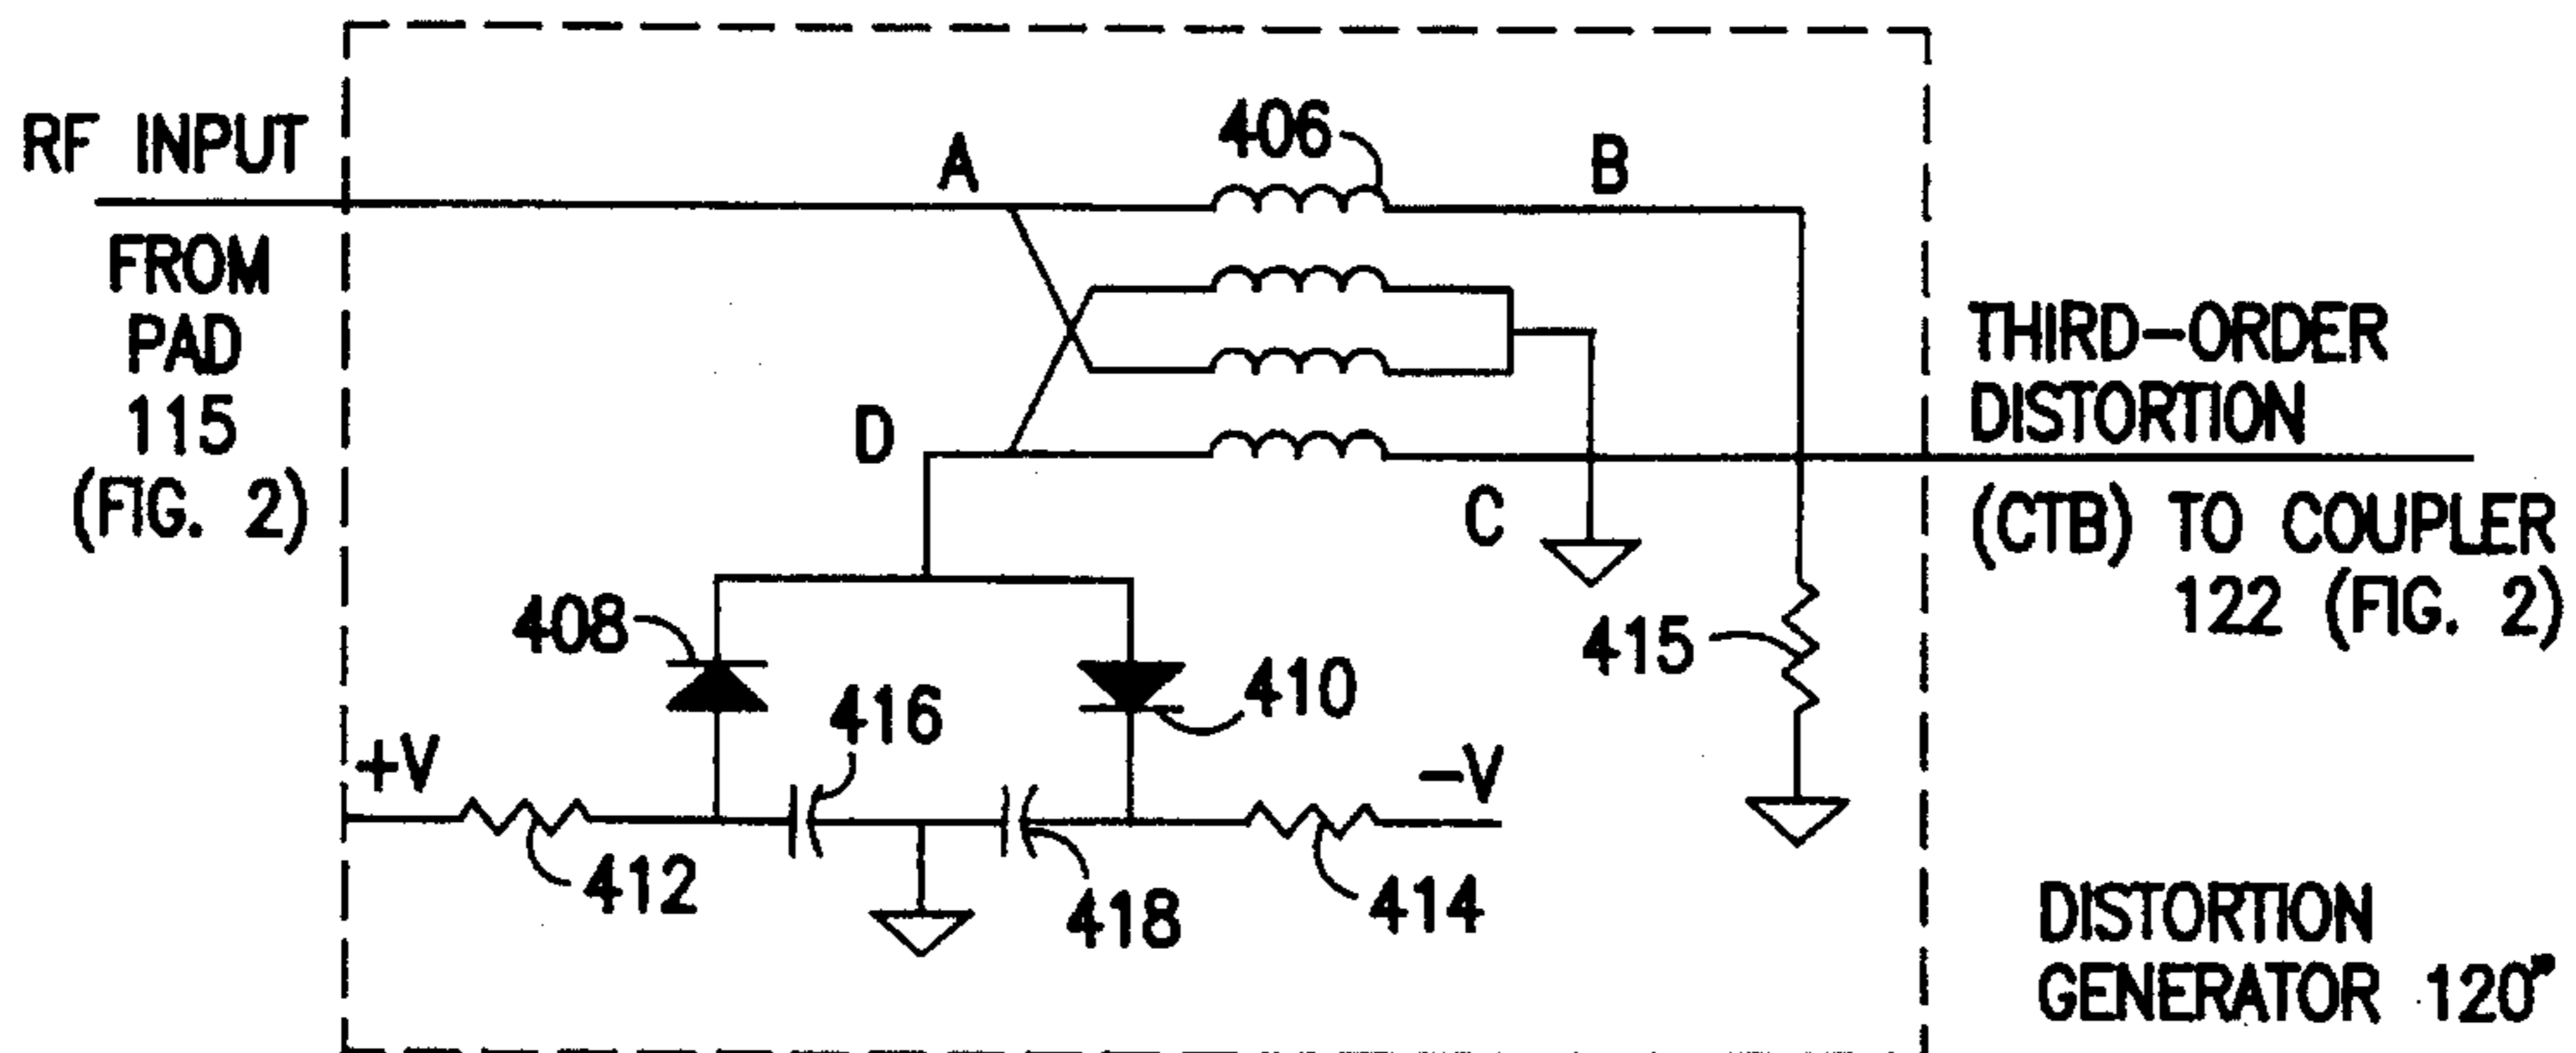 RF INPUT
FROM
PAD
115
(FIG. 2)
A
406
B
D
C
THIRD-ORDER
DISTORTION
(CTB) TO COUPLER
122 (FIG. 2)
408
410
415
416
+V
-V
412
418
414
DISTORTION
GENERATOR 120"